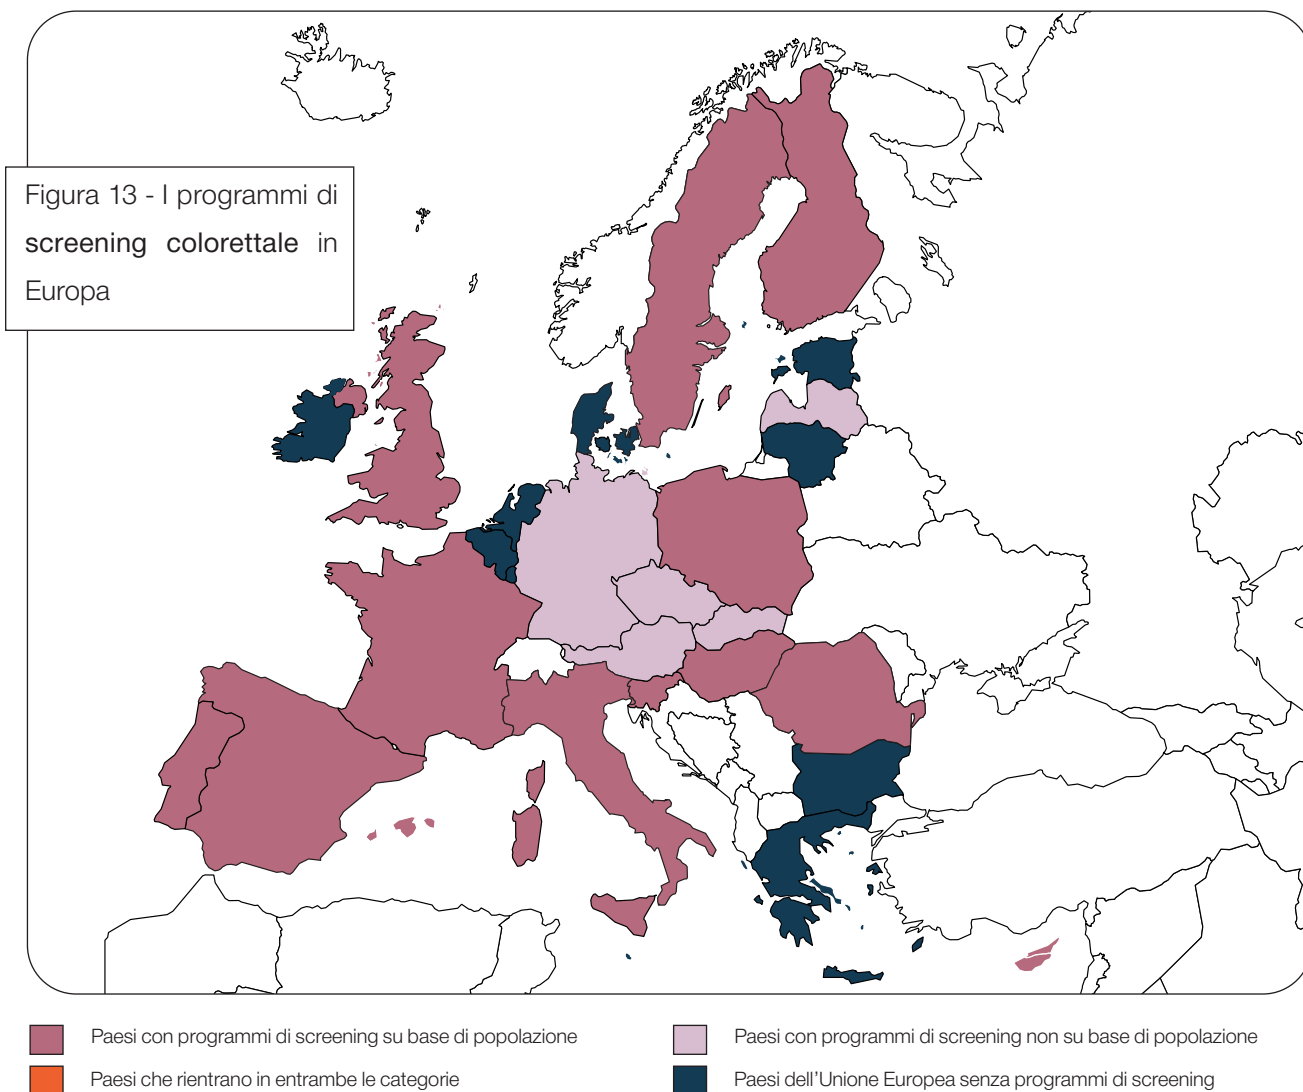 Figura 13 - I programmi di
screening colorettale in
Europa
Paesi con programmi di screening su base di popolazione
Paesi con programmi di screening non su base di popolazione
Paesi che rientrano in entrambe le categorie
Paesi dell'Unione Europea senza programmi di screening